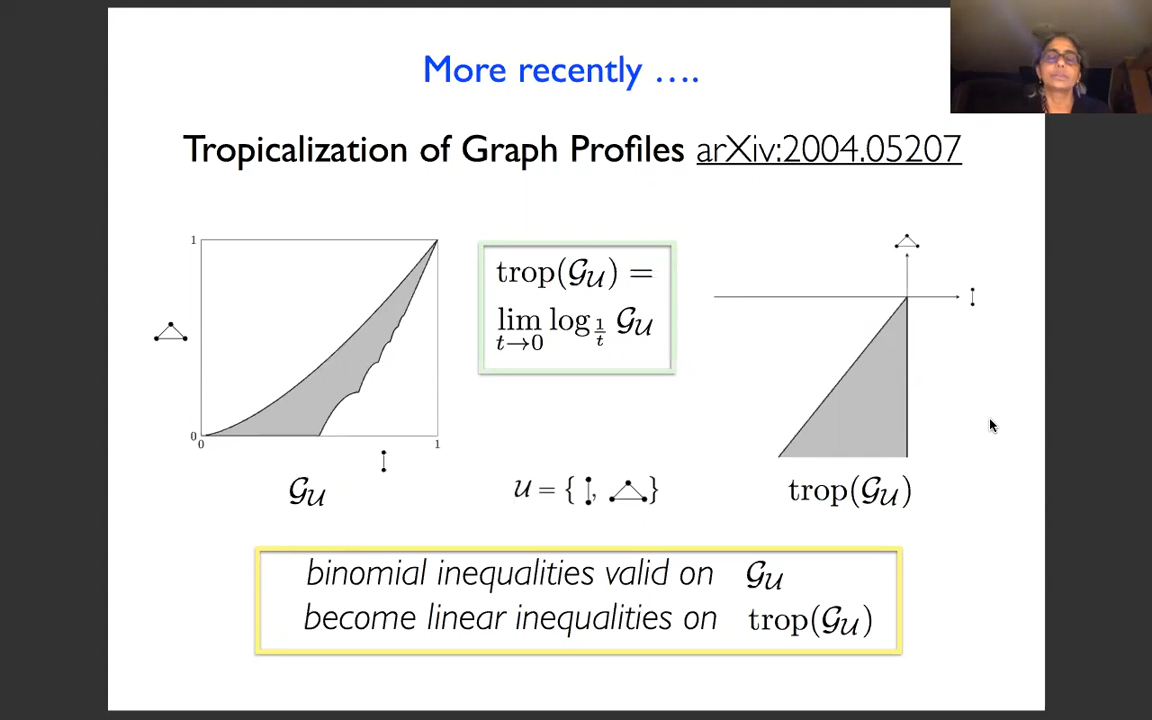 More recently ....
Tropicalization of Graph Profiles arXiv:2004.05207
1
0
0
1
𝒢𝒰
trop(𝒢𝒰) =
lim log 1/t 𝒢𝒰
t→0
𝒰 = { , }
trop(𝒢𝒰)
binomial inequalities valid on 𝒢𝒰
become linear inequalities on trop(𝒢𝒰)